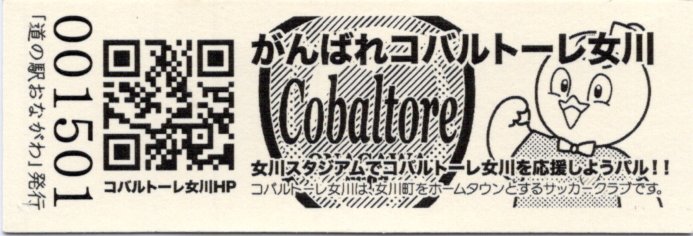 「道の駅おながわ」発行
001501
コバルトーレ女川HP
がんばれコバルトーレ女川
Cobaltore
女川スタジアムでコバルトーレ女川を応援しようバル！！
コバルトーレ女川は、女川町をホームタウンとするサッカークラブです。